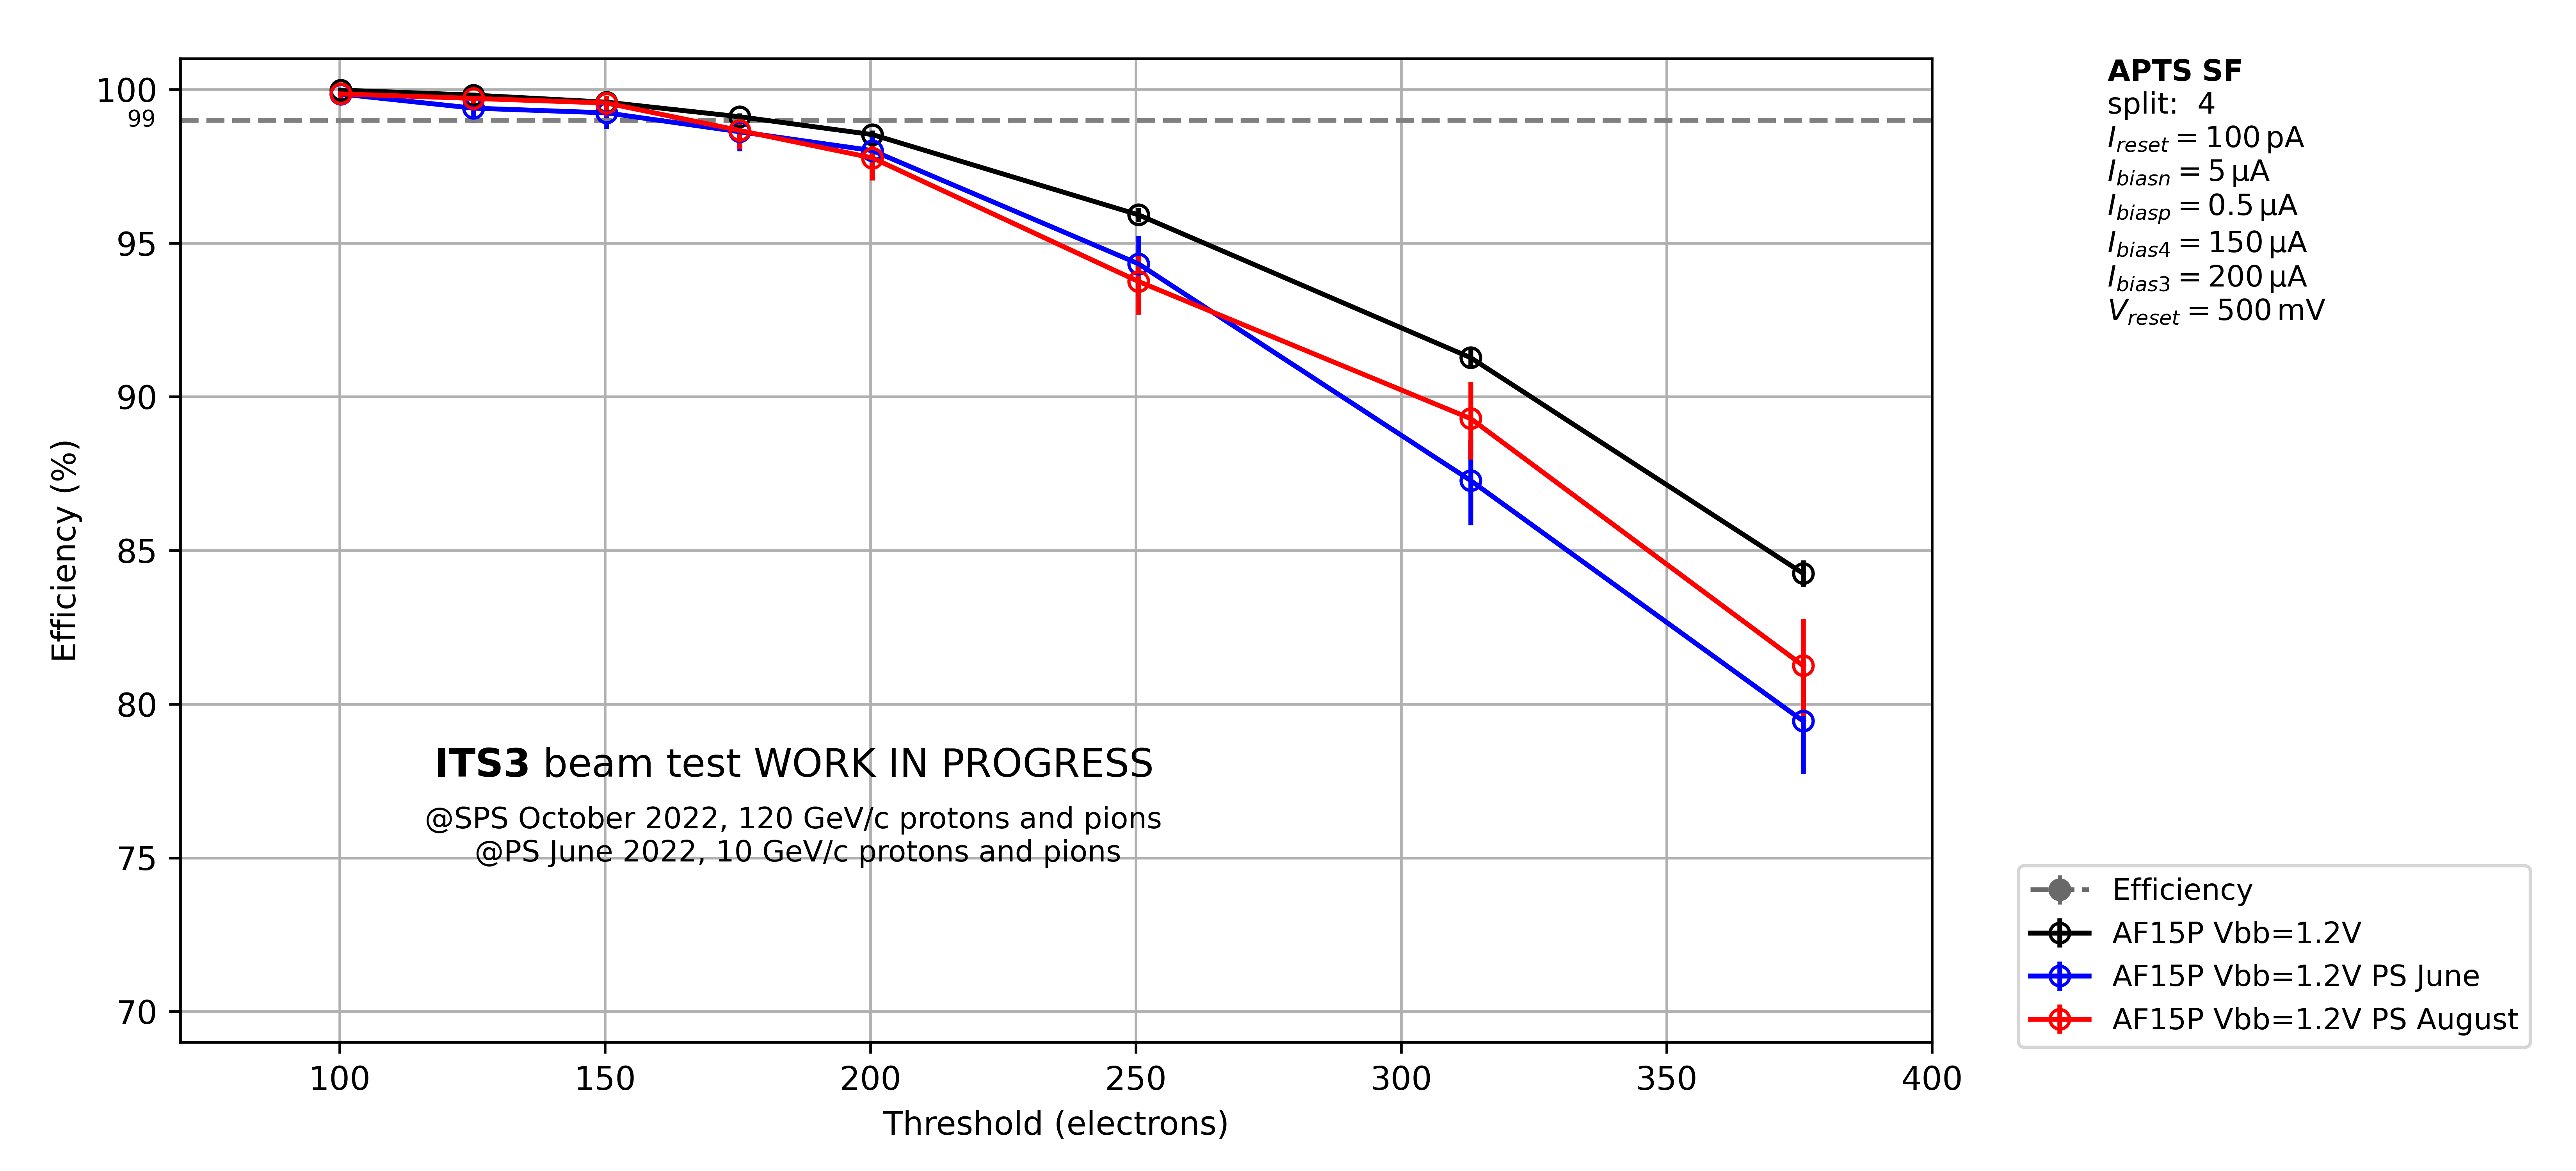 APTS SF
split: 4
I_reset = 100 pA
I_biasn = 5 µA
I_biasp = 0.5 µA
I_bias4 = 150 µA
I_bias3 = 200 µA
V_reset = 500 mV
100
99
95
90
85
80
75
70
Efficiency (%)
ITS3 beam test WORK IN PROGRESS
@SPS October 2022, 120 GeV/c protons and pions
@PS June 2022, 10 GeV/c protons and pions
100 150 200 250 300 350 400
Threshold (electrons)
Efficiency
AF15P Vbb=1.2V
AF15P Vbb=1.2V PS June
AF15P Vbb=1.2V PS August